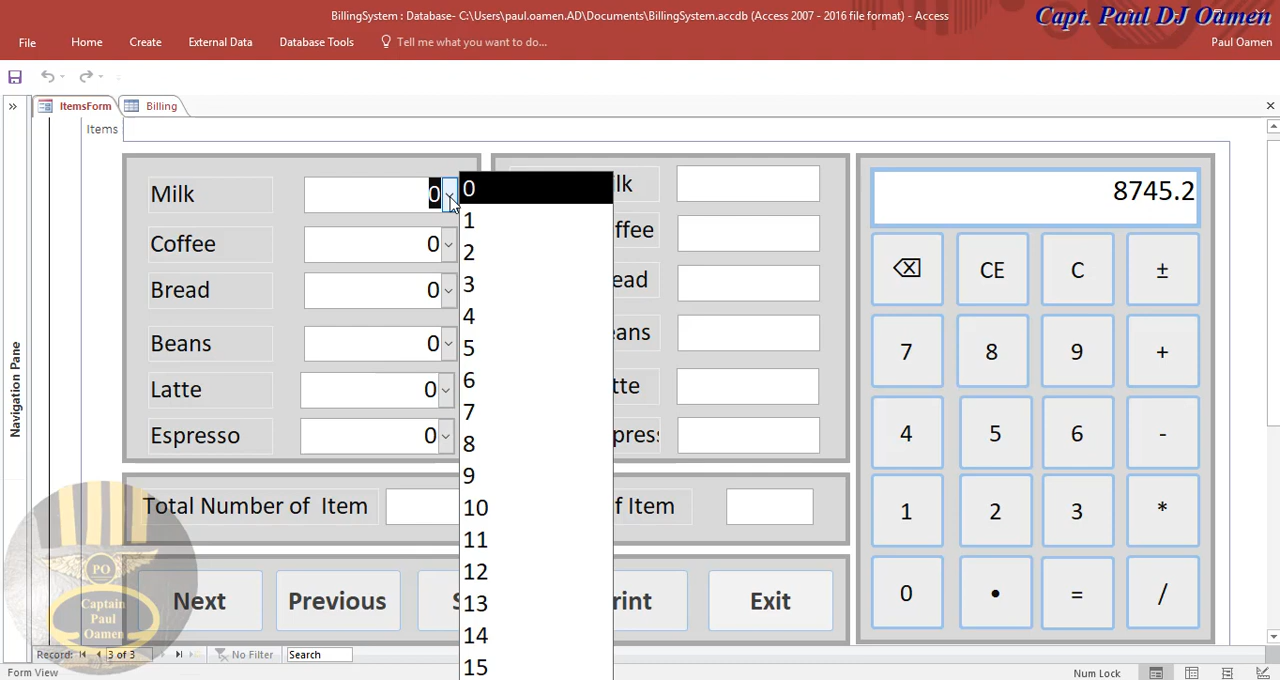 BillingSystem : Database- C:\Users\paul.oamen.AD\Documents\BillingSystem.accdb (Access 2007 - 2016 file format) - Access
Capt. Paul DJ Oamen
File Home Create External Data Database Tools Tell me what you want to do... Paul Oamen
ItemsForm Billing
Items
Navigation Pane
Milk 0
Coffee 0
Bread 0
Beans 0
Latte 0
Espresso 0
0
1
2
3
4
5
6
7
8
9
10
11
12
13
14
15
lk
ffee
ead
ans
tte
pres:
8745.2
⌫ CE C ±
7 8 9 +
4 5 6 -
1 2 3 *
0 • = /
Total Number of Item
of Item
Next Previous S rint Exit
PO
Captain
Paul
Oamen
Record: 3 of 3 No Filter Search
Form View Num Lock